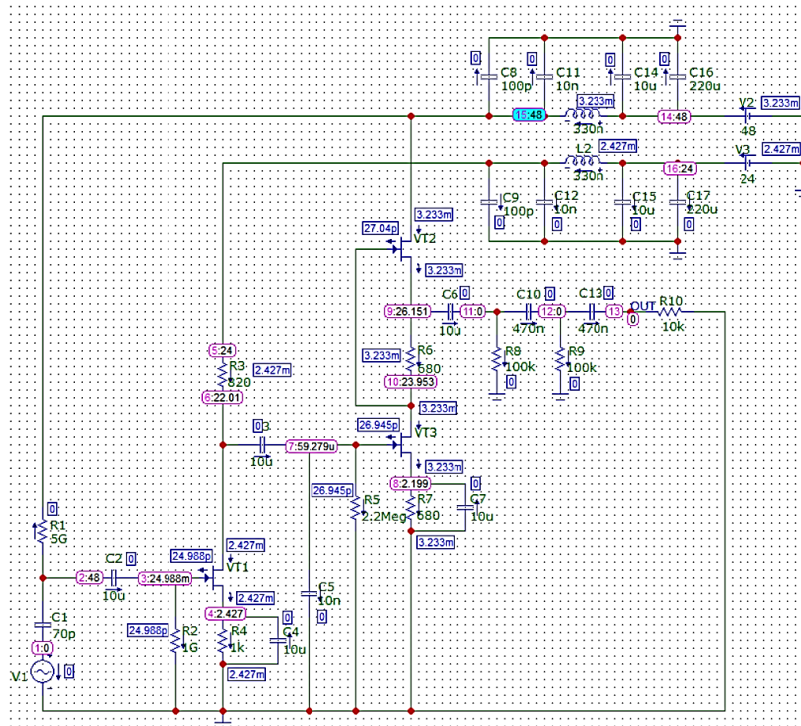 0 0 0 0
C8 C11 C14 C16
100p 10n 10u 220u
15:48 3.233m 14:48 V2 3.233m
330n 48
L2 2.427m V3 2.427m
330n 16:24 24
C9 C12 C15 C17
100p 10n 10u 220u
0 0 0 0
27.04p 3.233m
VT2
3.233m
C6 0 C10 0 C13 0
9:26.151 11:0 12:0 13 OUT R10
10u 470n 470n 0 10k
5:24
R3 2.427m
820
6:22.01
3.233m R6
680
R8 R9
100k 100k
10:23.953
0 0
3.233m
26.945p VT3
0 3
7:59.279u
10u
3.233m
8:2.199 0
26.945p R5 R7 C7
2.2Meg 680 10u
3.233m
0
R1
5G
2.427m
24.988p
C2 0 VT1
2:48 3:24.988m
10u
2.427m
C5
10n
C1
70p
4:2.427 0 0
24.988p R2 R4 C4
1G 1k 10u
1:0
2.427m
V1 0